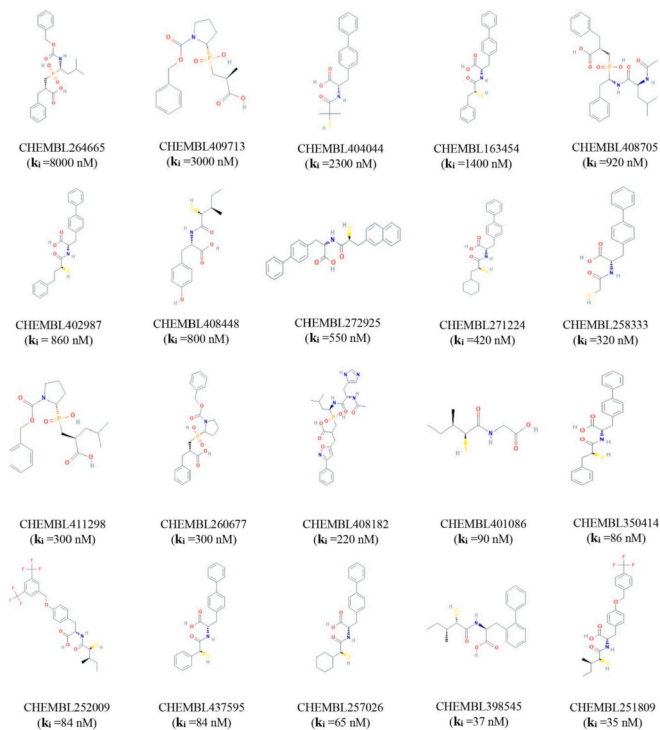 CHEMBL264665 CHEMBL409713 CHEMBL404044 CHEMBL163454 CHEMBL408705
(ki =8000 nM) (ki =3000 nM) (ki =2300 nM) (ki =1400 nM) (ki =920 nM)
CHEMBL402987 CHEMBL408448 CHEMBL272925 CHEMBL271224 CHEMBL258333
(ki = 860 nM) (ki = 800 nM) (ki = 550 nM) (ki = 420 nM) (ki = 320 nM)
CHEMBL411298 CHEMBL260677 CHEMBL408182 CHEMBL401086 CHEMBL350414
(ki = 300 nM) (ki = 300 nM) (ki = 220 nM) (ki = 90 nM) (ki = 86 nM)
CHEMBL252009 CHEMBL437595 CHEMBL257026 CHEMBL398545 CHEMBL251809
(ki = 84 nM) (ki = 84 nM) (ki = 65 nM) (ki = 37 nM) (ki = 35 nM)